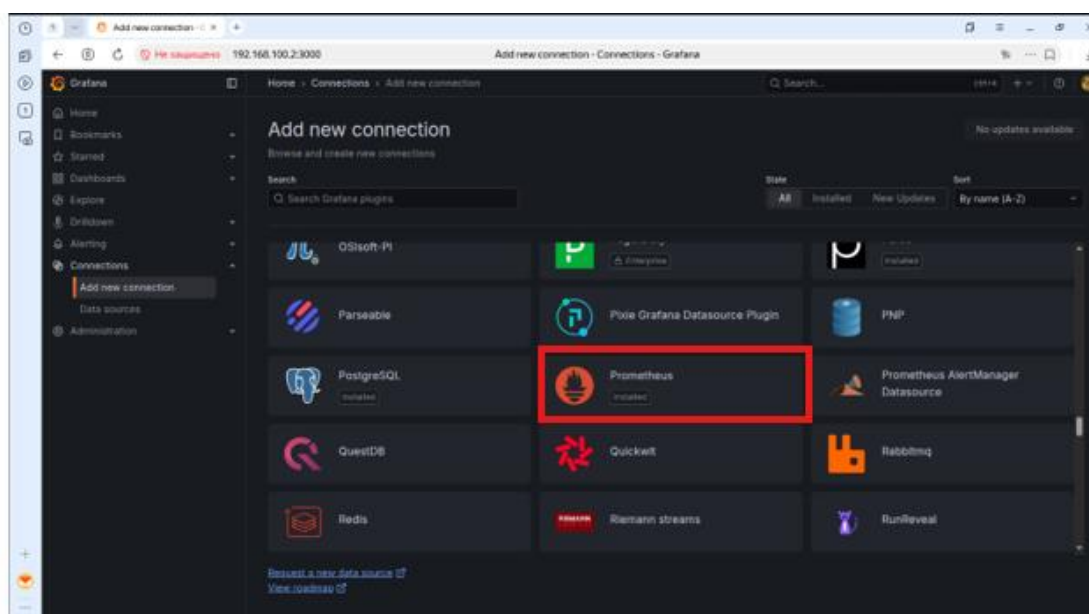 Add new connection - C
Не защищено 192.168.100.2:3000 Add new connection - Connections - Grafana
Grafana
Home > Connections > Add new connection
Search...
ctrl+k
Home
Bookmarks
Starred
Dashboards
Explore
Drilldown
Alerting
Connections
Add new connection
Data sources
Administration
Add new connection
No updates available
Browse and create new connections
Search
State
Sort
Search Grafana plugins
All Installed New Updates
By name (A-Z)
OSIsoft-PI
Enterprise
Installed
Parseable
Pixie Grafana Datasource Plugin
PNP
PostgreSQL
Installed
Prometheus
Installed
Prometheus AlertManager
Datasource
QuestDB
Quickwit
Rabbitmq
Redis
RIEMANN
Riemann streams
RunReveal
Request a new data source
View roadmap